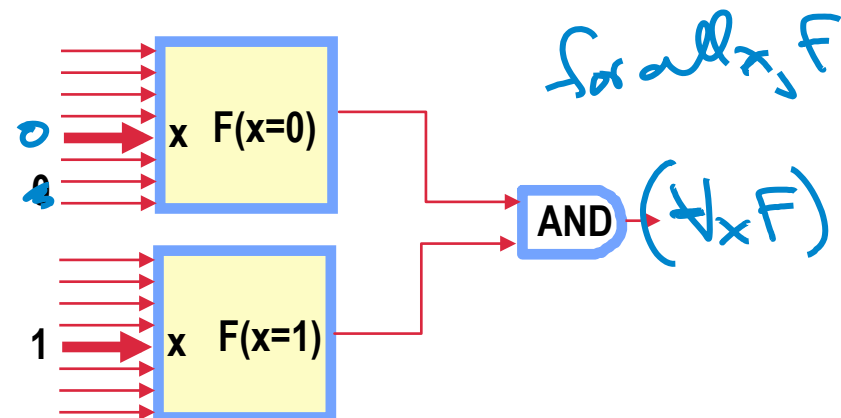 for all x, F
0
x F(x=0)
AND
(∀xF)
1
x F(x=1)